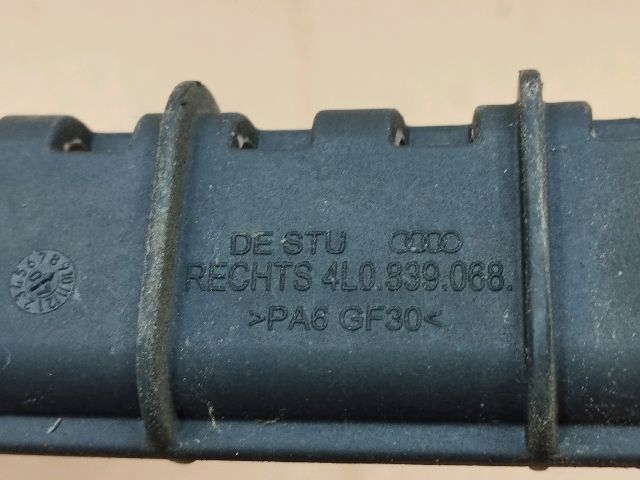 DE STU
RECHTS 4L0.839.068.
>PA6 GF30<